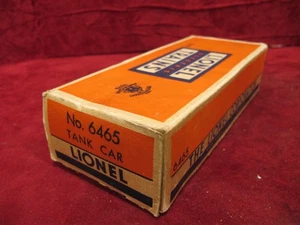 No. 6465
TANK CAR
LIONEL
LIONEL
TRAINS
6465
THE LIONEL CORPORATION